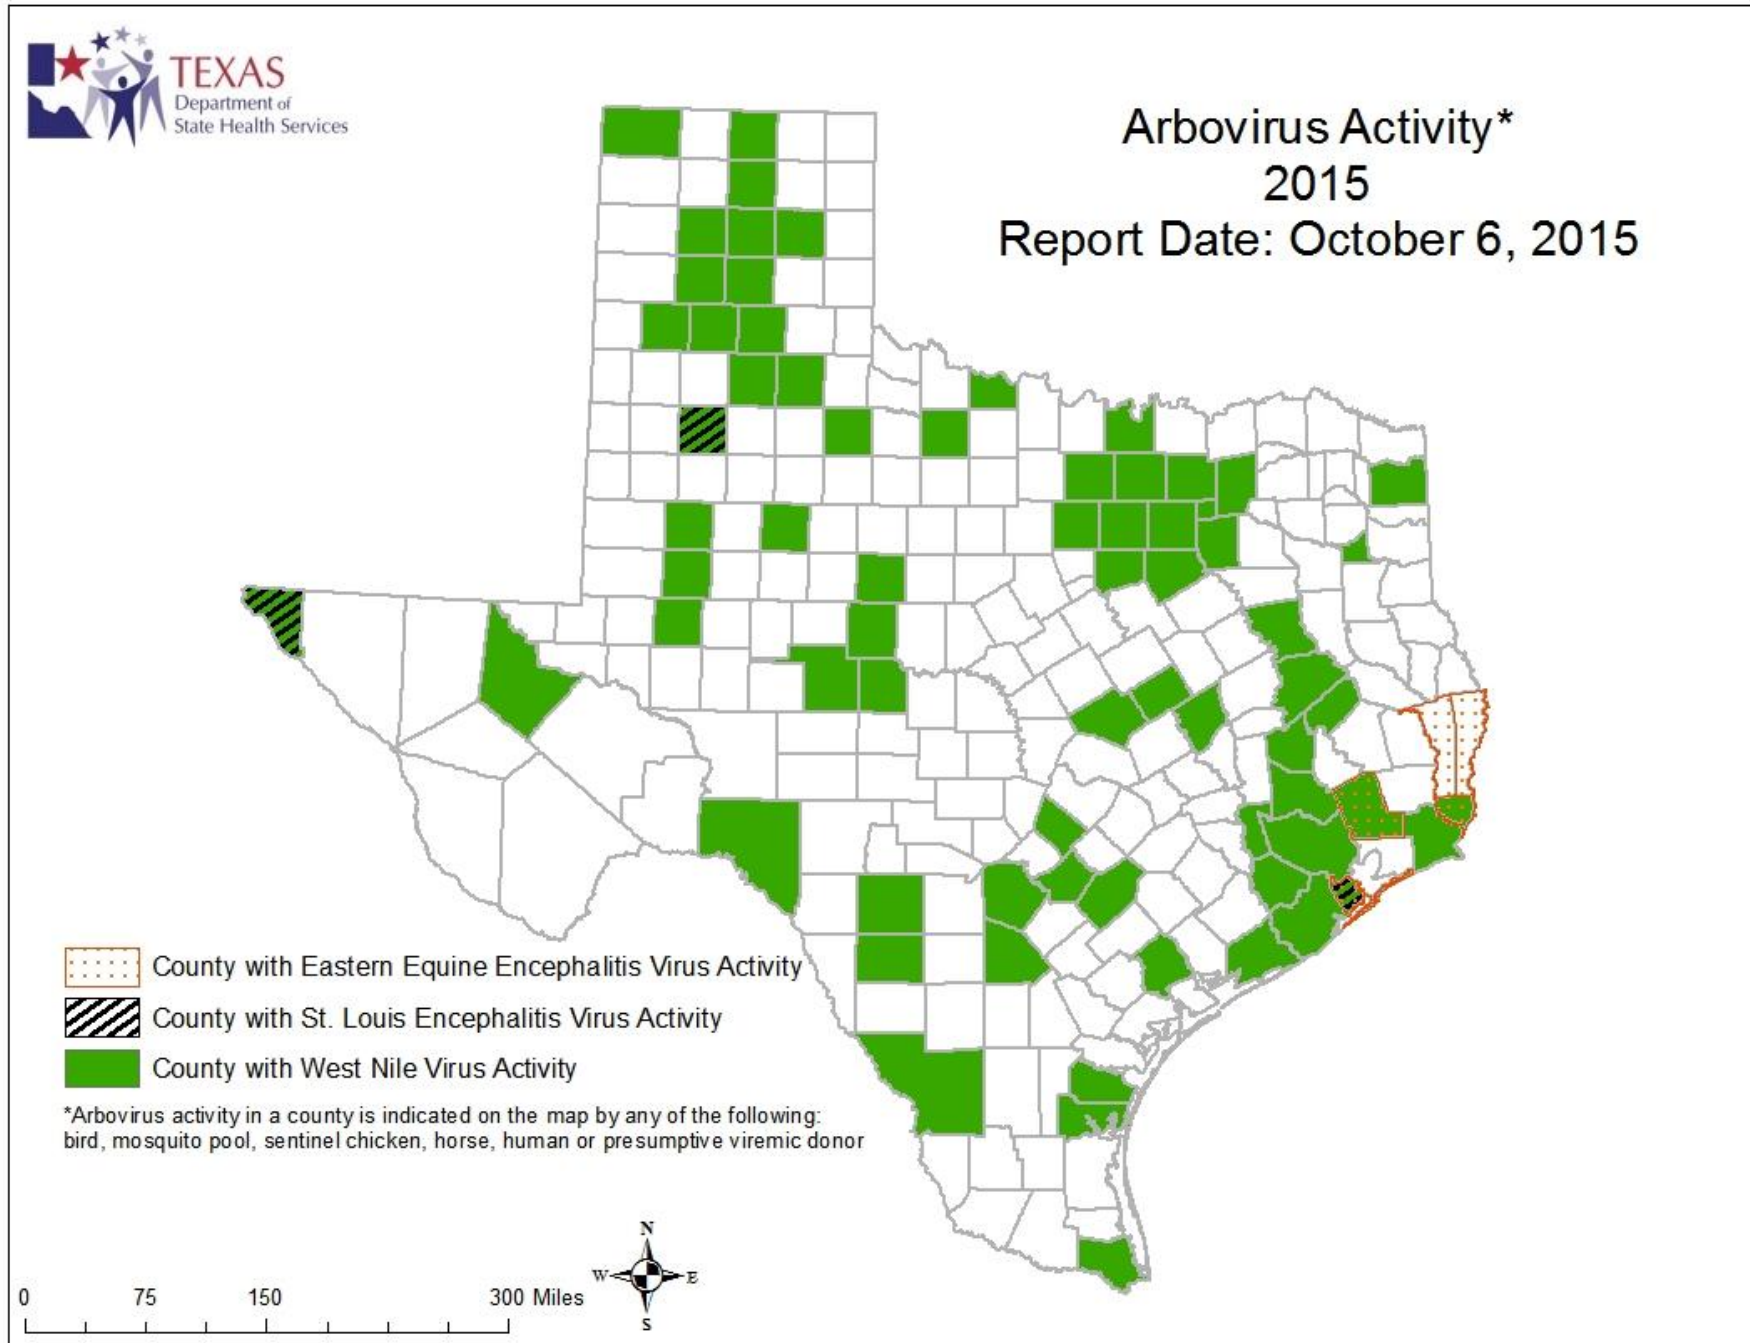 TEXAS
Department of
State Health Services
Arbovirus Activity*
2015
Report Date: October 6, 2015
County with Eastern Equine Encephalitis Virus Activity
County with St. Louis Encephalitis Virus Activity
County with West Nile Virus Activity
*Arbovirus activity in a county is indicated on the map by any of the following:
bird, mosquito pool, sentinel chicken, horse, human or presumptive viremic donor
N
W E
S
0 75 150 300 Miles